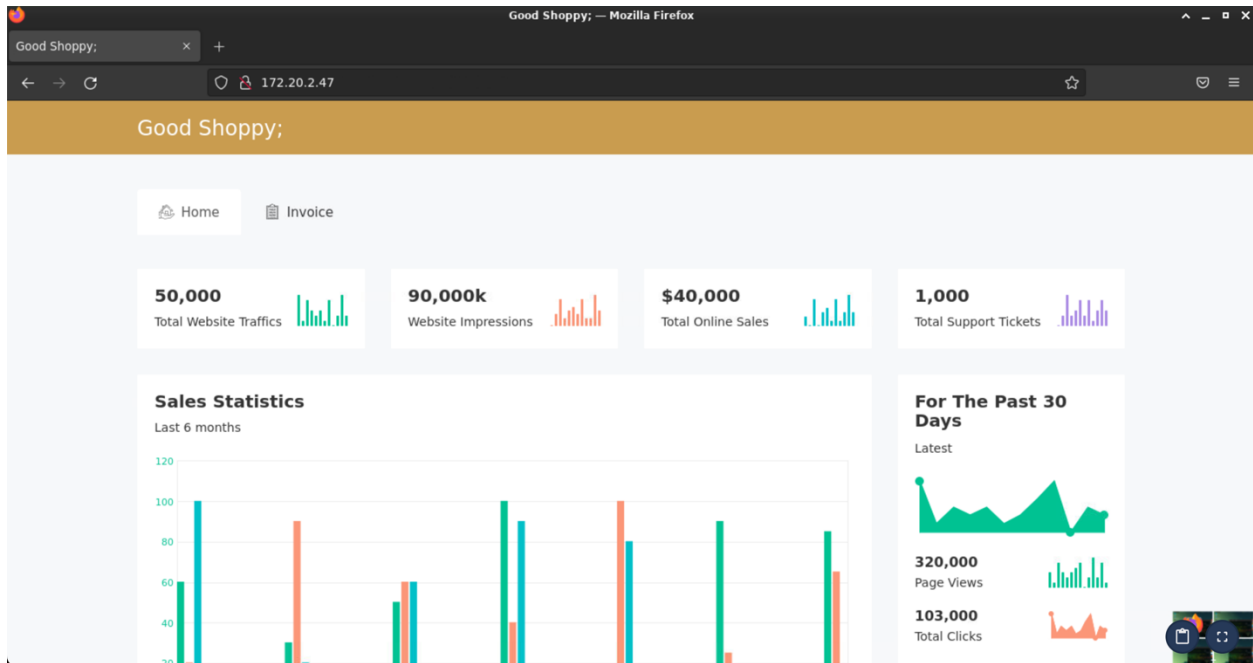 Good Shoppy; — Mozilla Firefox
Good Shoppy;
172.20.2.47
Good Shoppy;
Home
Invoice
50,000
Total Website Traffics
90,000k
Website Impressions
$40,000
Total Online Sales
1,000
Total Support Tickets
Sales Statistics
Last 6 months
120
100
80
60
40
20
For The Past 30
Days
Latest
320,000
Page Views
103,000
Total Clicks